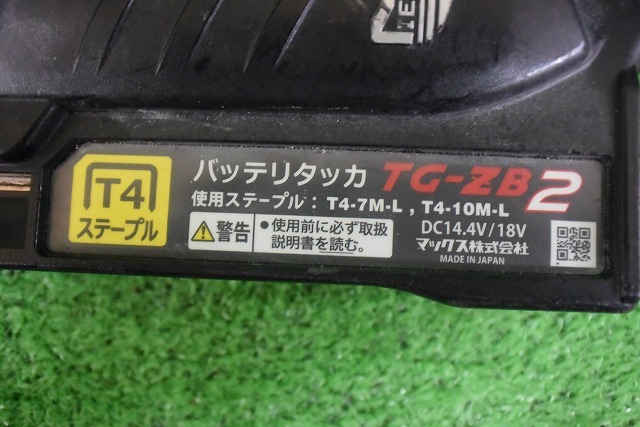 T4
ステープル
バッテリタッカ TG-ZB2
使用ステープル：T4-7M-L , T4-10M-L
警告
●使用前に必ず取扱
説明書を読む。
DC14.4V/18V
マックス株式会社
MADE IN JAPAN